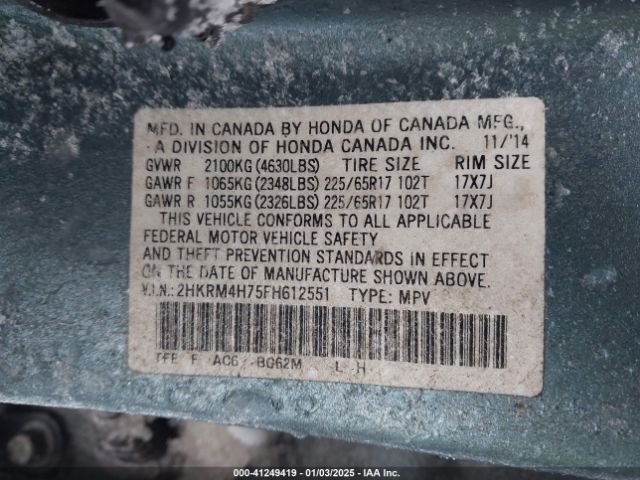 MFD. IN CANADA BY HONDA OF CANADA MFG.,
A DIVISION OF HONDA CANADA INC. 11/'14
GVWR 2100KG (4630LBS) TIRE SIZE RIM SIZE
GAWR F 1065KG (2348LBS) 225/65R17 102T 17X7J
GAWR R 1055KG (2326LBS) 225/65R17 102T 17X7J
THIS VEHICLE CONFORMS TO ALL APPLICABLE
FEDERAL MOTOR VEHICLE SAFETY
AND THEFT PREVENTION STANDARDS IN EFFECT
ON THE DATE OF MANUFACTURE SHOWN ABOVE.
V.I.N.: 2HKRM4H75FH612551 TYPE: MPV
TFE F AC6 BG62M L H
000-41249419 - 01/03/2025 - IAA Inc.